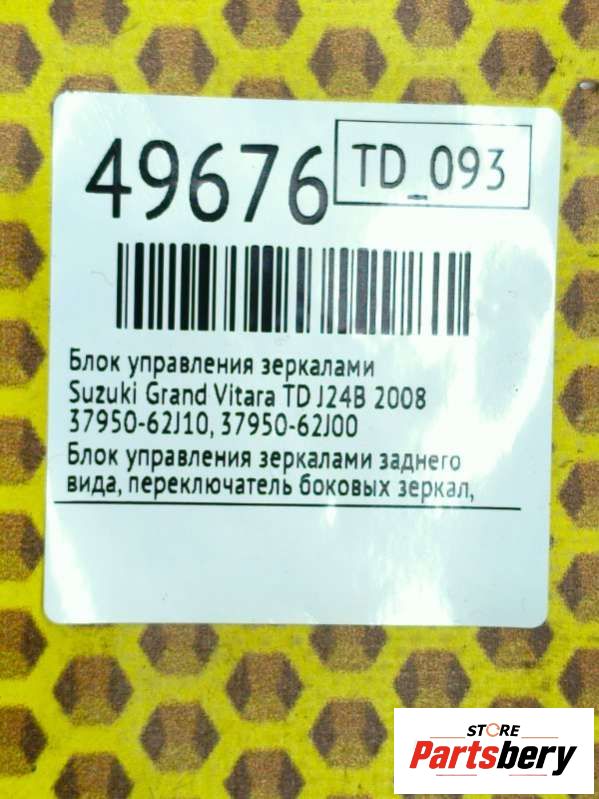 49676
TD_093
Блок управления зеркалами
Suzuki Grand Vitara TD J24B 2008
37950-62J10, 37950-62J00
Блок управления зеркалами заднего
вида, переключатель боковых зеркал,
STORE
Partsbery